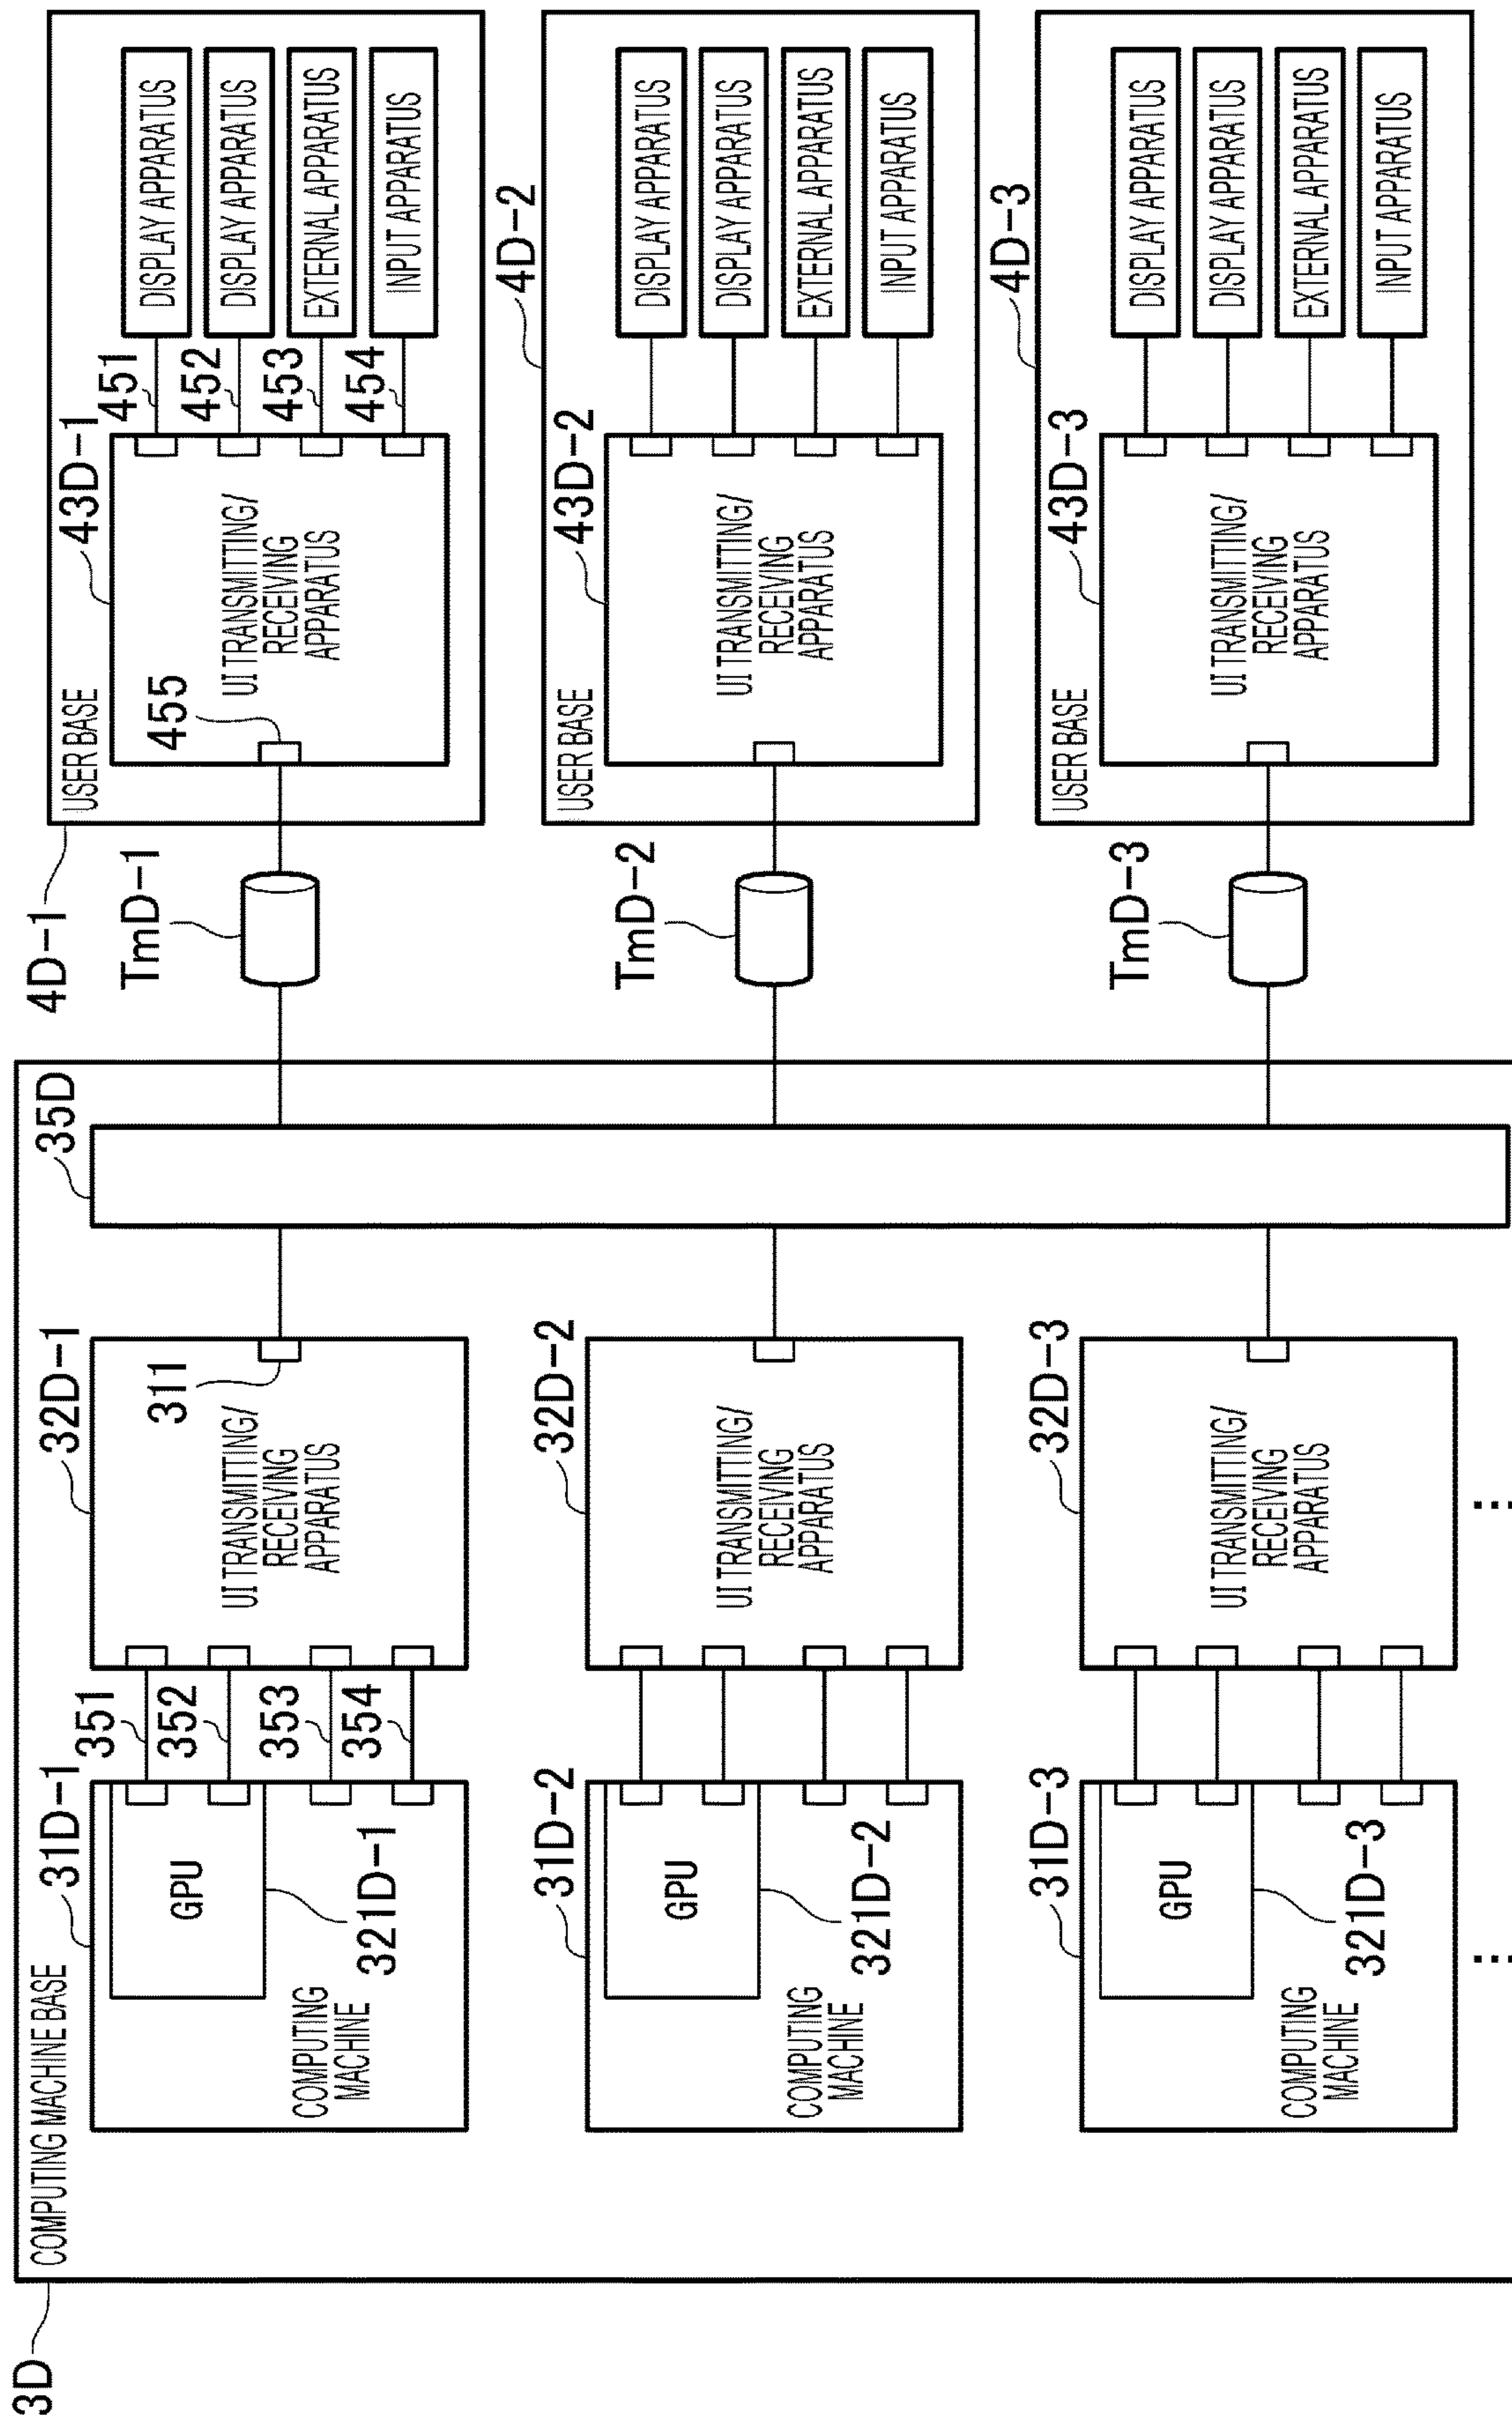 3D
COMPUTING MACHINE BASE
31D-1
GPU
321D-1
COMPUTING
MACHINE
351
352
353
354
32D-1
UI TRANSMITTING/
RECEIVING
APPARATUS
311
35D
TmD-1
4D-1
USER BASE
43D-1
455
UI TRANSMITTING/
RECEIVING
APPARATUS
451
452
453
454
DISPLAY APPARATUS
DISPLAY APPARATUS
EXTERNAL APPARATUS
INPUT APPARATUS
31D-2
GPU
321D-2
COMPUTING
MACHINE
32D-2
UI TRANSMITTING/
RECEIVING
APPARATUS
TmD-2
4D-2
USER BASE
43D-2
UI TRANSMITTING/
RECEIVING
APPARATUS
DISPLAY APPARATUS
DISPLAY APPARATUS
EXTERNAL APPARATUS
INPUT APPARATUS
31D-3
GPU
321D-3
COMPUTING
MACHINE
32D-3
UI TRANSMITTING/
RECEIVING
APPARATUS
TmD-3
4D-3
USER BASE
43D-3
UI TRANSMITTING/
RECEIVING
APPARATUS
DISPLAY APPARATUS
DISPLAY APPARATUS
EXTERNAL APPARATUS
INPUT APPARATUS